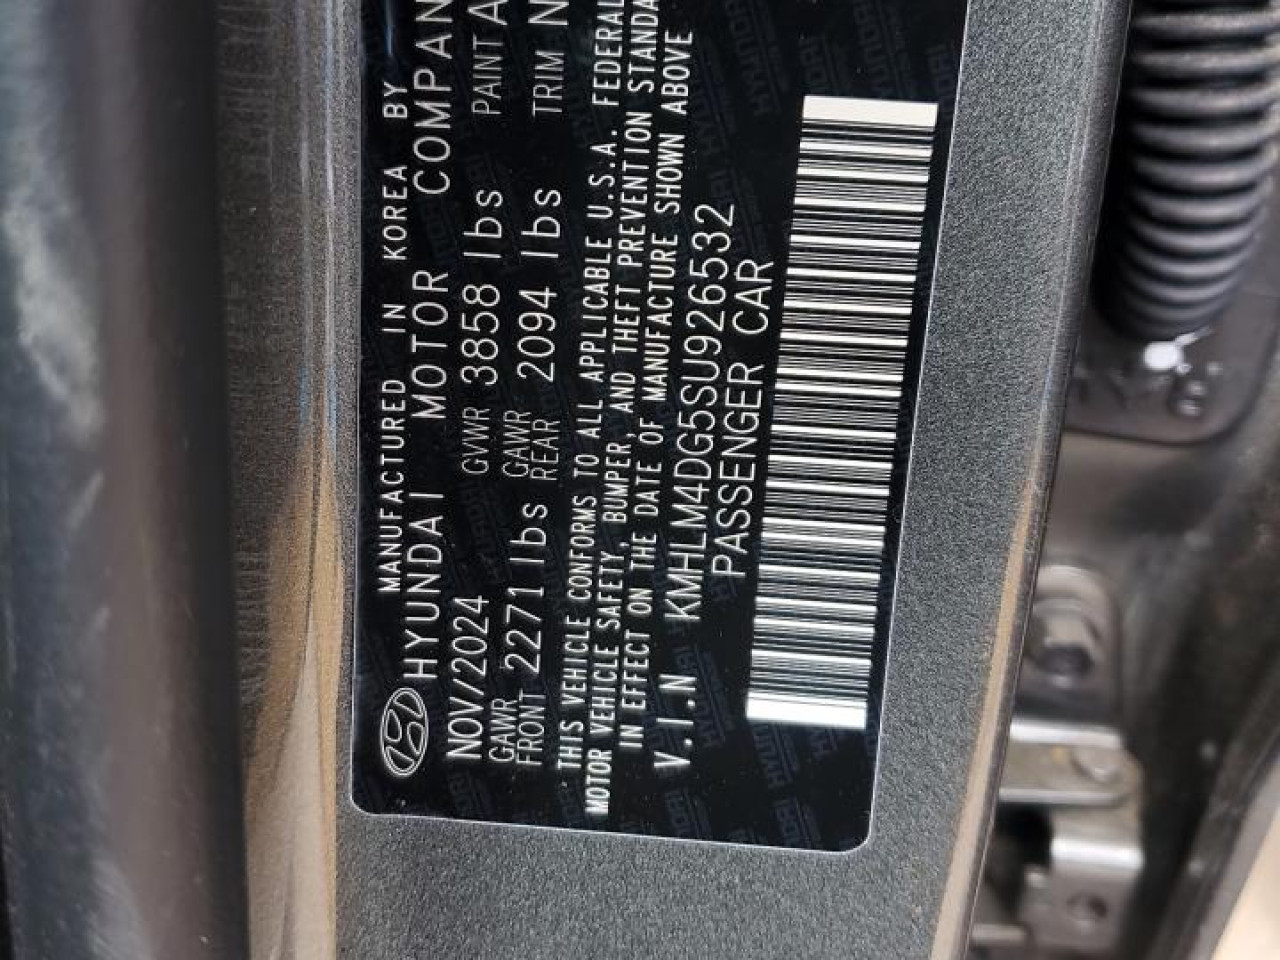 MANUFACTURED IN KOREA BY
HYUNDAI MOTOR COMPAN
NOV/2024 GVWR 3858 lbs PAINT A
GAWR FRONT 2271 lbs GAWR REAR 2094 lbs TRIM N
THIS VEHICLE CONFORMS TO ALL APPLICABLE U.S.A. FEDERAL
MOTOR VEHICLE SAFETY, BUMPER, AND THEFT PREVENTION STANDA
IN EFFECT ON THE DATE OF MANUFACTURE SHOWN ABOVE
V.I.N KMHLM4DG5SU926532
PASSENGER CAR